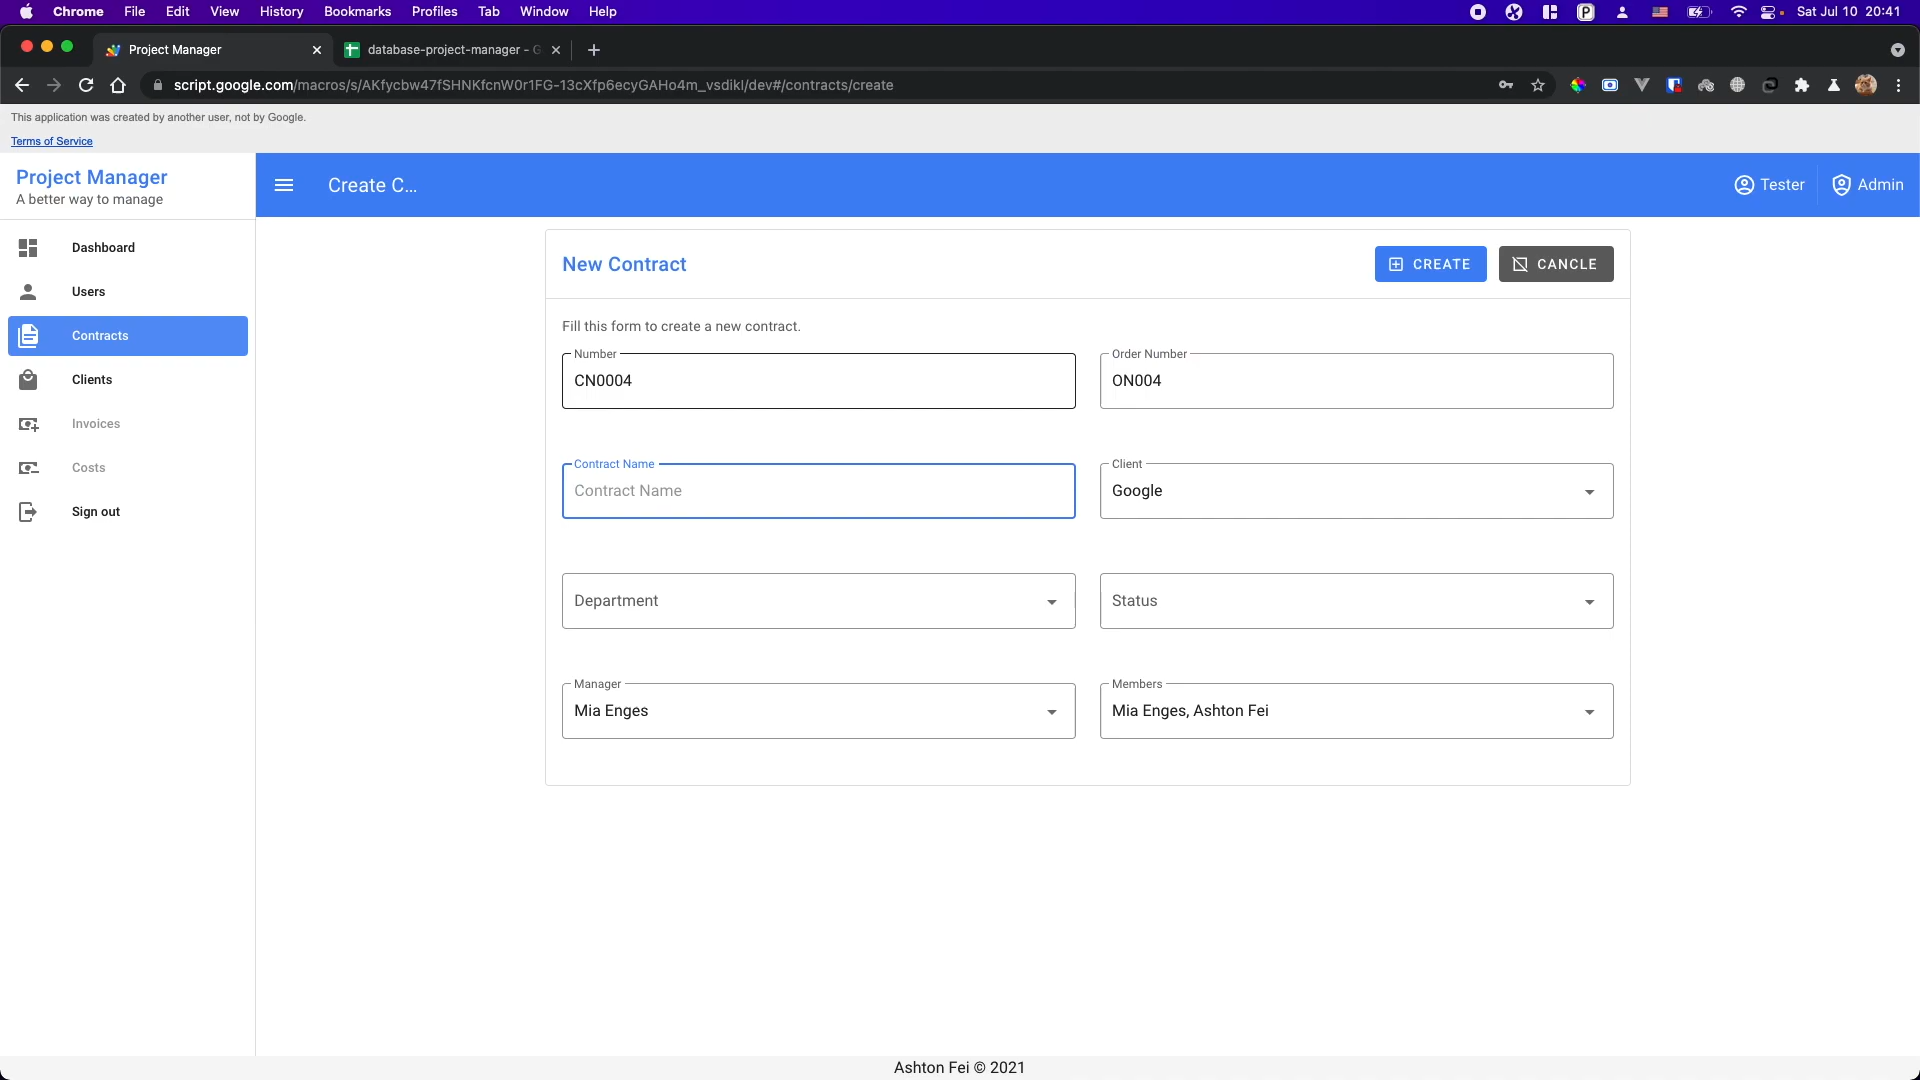 Chrome File Edit View History Bookmarks Profiles Tab Window Help Sat Jul 10 20:41
Project Manager database-project-manager - G
script.google.com/macros/s/AKfycbw47fSHNKfcnW0r1FG-13cXfp6ecyGAHo4m_vsdikI/dev#/contracts/create
This application was created by another user, not by Google.
Terms of Service
Project Manager
A better way to manage
Create C...
Tester
Admin
Dashboard
Users
Contracts
Clients
Invoices
Costs
Sign out
New Contract
CREATE
CANCLE
Fill this form to create a new contract.
Number
CN0004
Order Number
ON004
Contract Name
Contract Name
Client
Google
Department
Status
Manager
Mia Enges
Members
Mia Enges, Ashton Fei
Ashton Fei © 2021